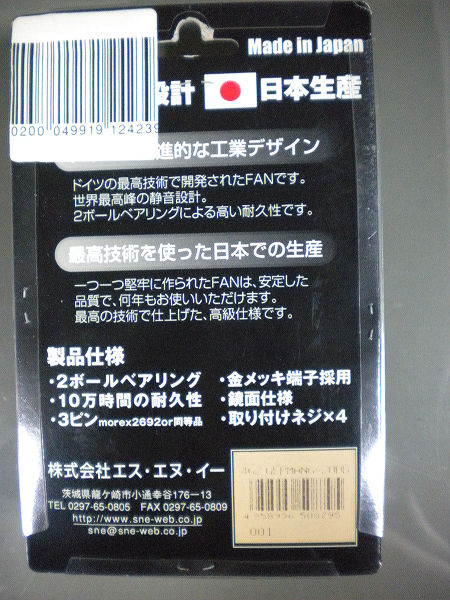 Made in Japan
0200 049919 124239
設計 日本生産
進的な工業デザイン
ドイツの最高技術で開発されたFANです。
世界最高峰の静音設計。
2ボールベアリングによる高い耐久性です。
最高技術を使った日本での生産
一つ一つ堅牢に作られたFANは、安定した
品質で、何年もお使いいただけます。
最高の技術で仕上げた、高級仕様です。
製品仕様
・2ボールベアリング
・10万時間の耐久性
・3ピンmorex2692or同等品
・金メッキ端子採用
・鏡面仕様
・取り付けネジ×4
株式会社エス・エヌ・イー
茨城県龍ケ崎市小通幸谷176-13
TEL 0297-65-0805 FAX 0297-65-0809
http://www.sne-web.co.jp
sne@sne-web.co.jp
001